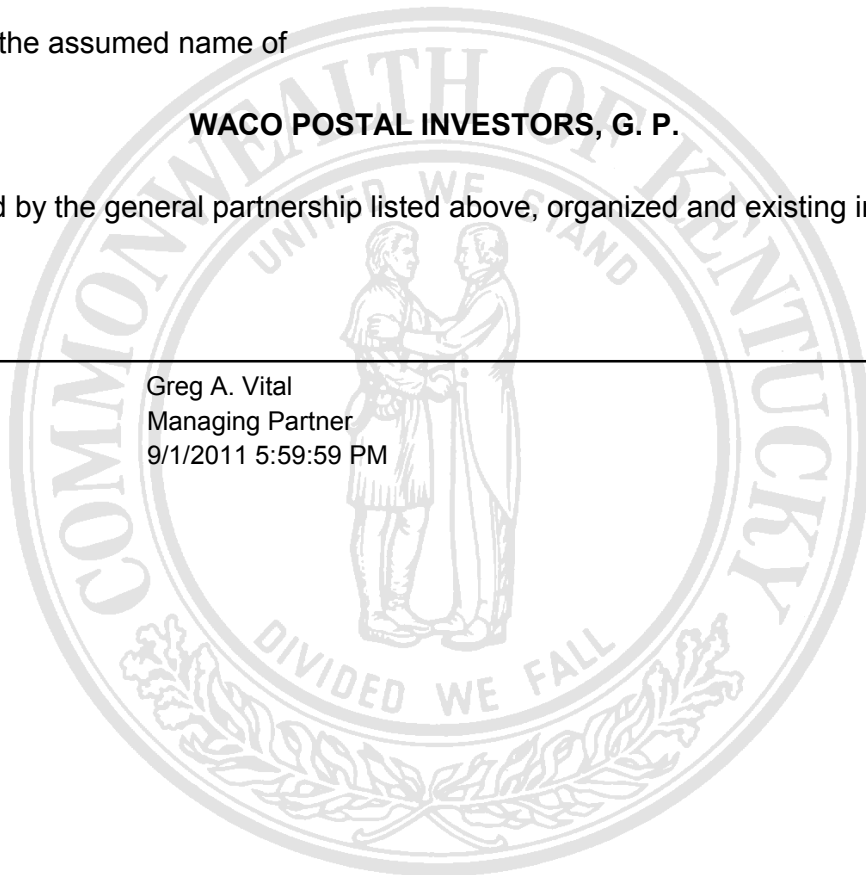 the assumed name of
WACO POSTAL INVESTORS, G. P.
d by the general partnership listed above, organized and existing in
Greg A. Vital
Managing Partner
9/1/2011 5:59:59 PM
COMMONWEALTH OF KENTUCKY
UNITED WE STAND
DIVIDED WE FALL